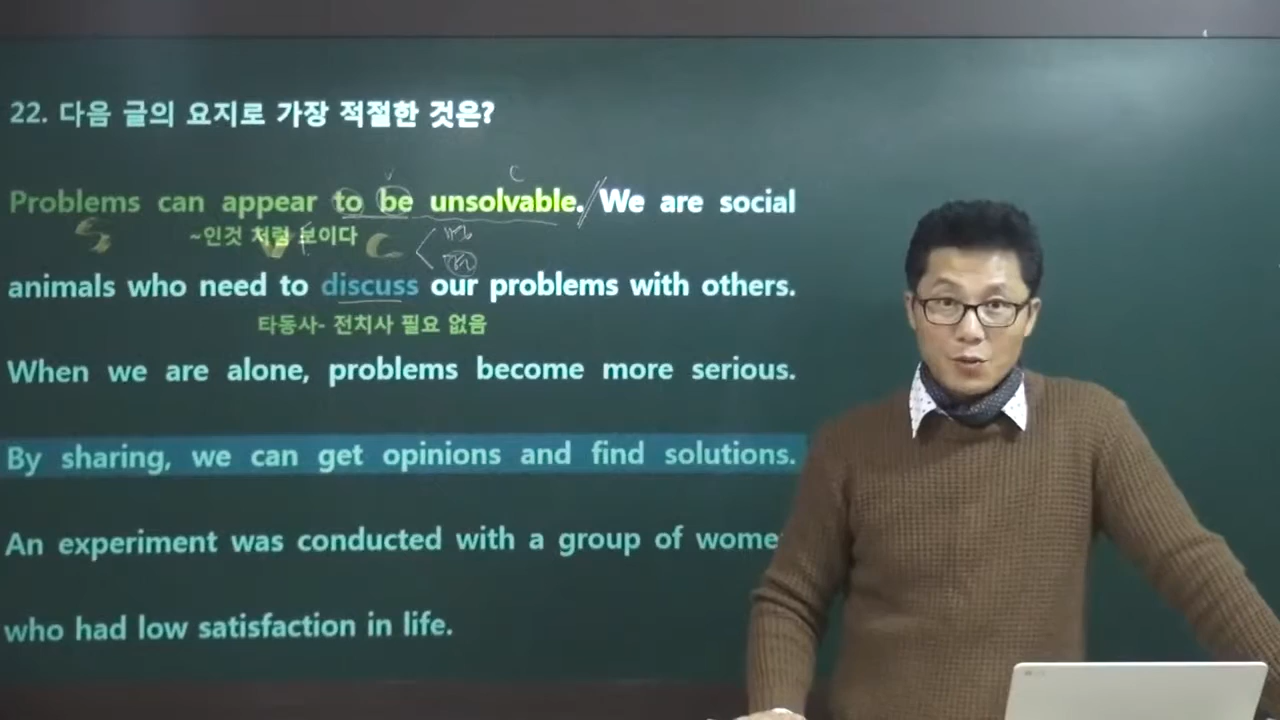 22. 다음 글의 요지로 가장 적절한 것은?
V C
Problems can appear to be unsolvable. We are social
S ~인것 처럼 보이다 V C
animals who need to discuss our problems with others.
타동사- 전치사 필요 없음
When we are alone, problems become more serious.
By sharing, we can get opinions and find solutions.
An experiment was conducted with a group of
who had low satisfaction in life.